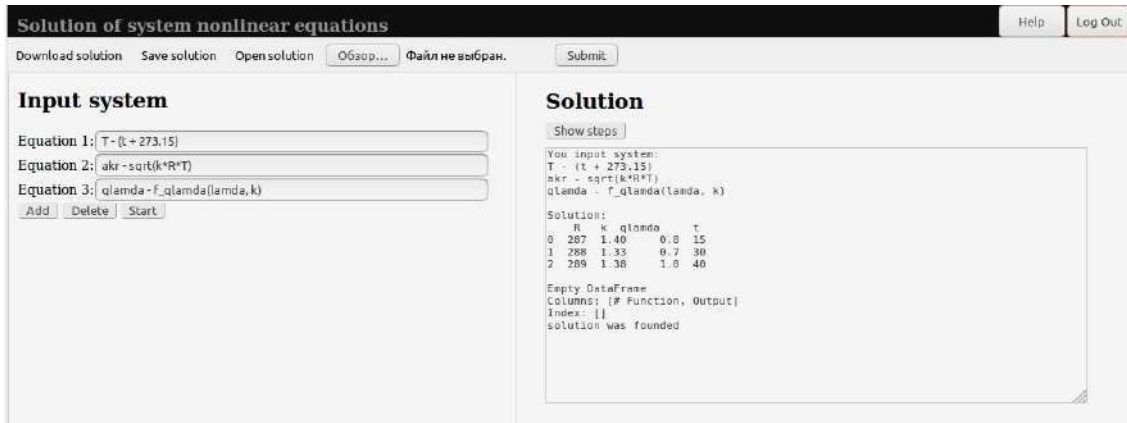 Solution of system nonlinear equations
Help
Log Out
Download solution Save solution Open solution Обзор... Файл не выбран. Submit
Input system
Equation 1: T - (t + 273.15)
Equation 2: akr - sqrt(k*R*T)
Equation 3: qlamda - f_qlamda(lamda, k)
Add Delete Start
Solution
Show steps
You input system:
T - (t + 273.15)
akr - sqrt(k*R*T)
qlamda - f_qlamda(lamda, k)
Solution:
R k qlamda t
0 287 1.40 0.8 15
1 288 1.33 0.7 30
2 289 1.38 1.0 40
Empty DataFrame
Columns: [# Function, Output]
Index: []
solution was founded